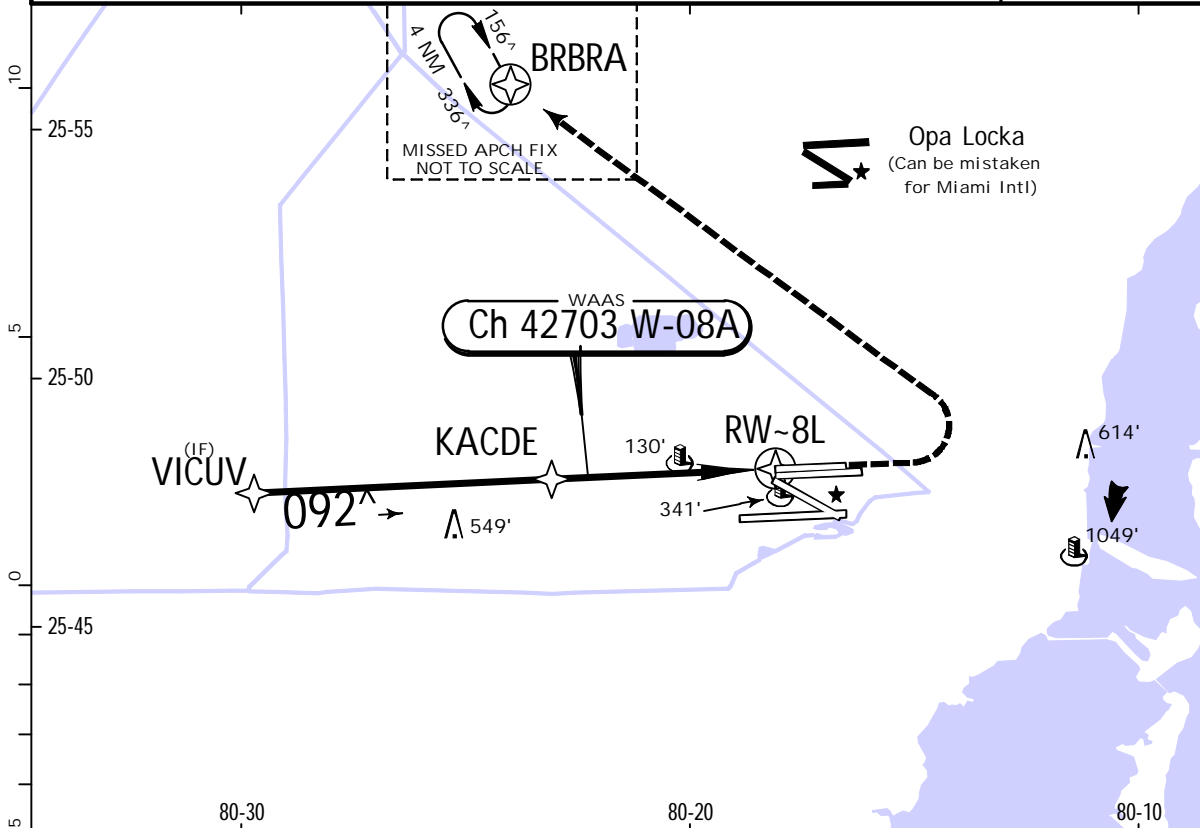 156^
4 NM
336^
BRBRA
MISSED APCH FIX
NOT TO SCALE
10
25-55
Opa Locka
(Can be mistaken
for Miami Intl)
WAAS
Ch 42703 W-08A
5
25-50
(IF)
VICUV
KACDE
130'
RW~8L
614'
092^
549'
341'
1049'
0
25-45
5
80-30
80-20
80-10